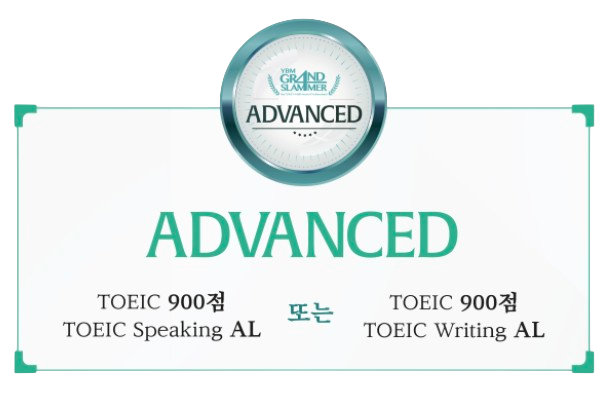 YBM
GRAND
SLAMMER
ADVANCED
ADVANCED
TOEIC 900점
TOEIC Speaking AL
또는
TOEIC 900점
TOEIC Writing AL